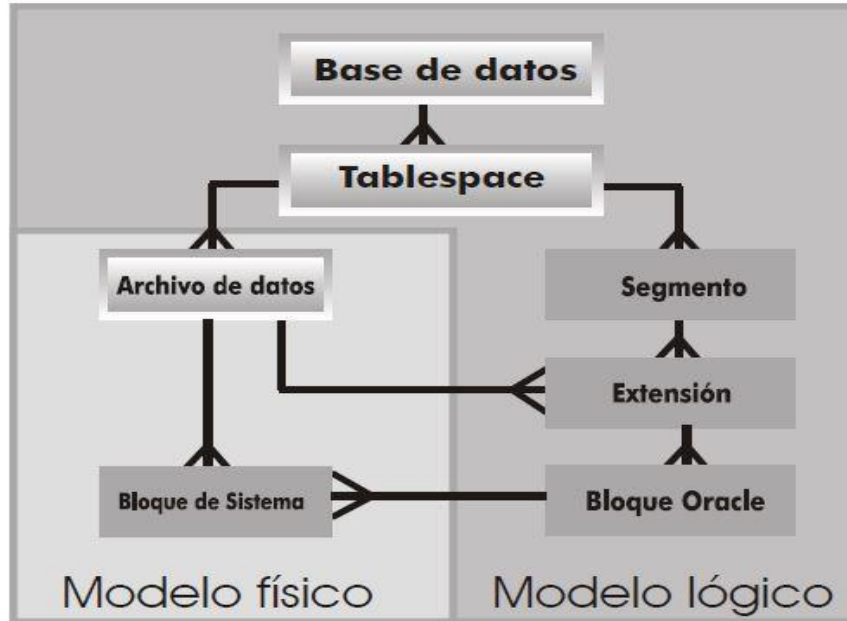 Base de datos
Tablespace
Archivo de datos
Segmento
Extensión
Bloque de Sistema
Bloque Oracle
Modelo físico
Modelo lógico